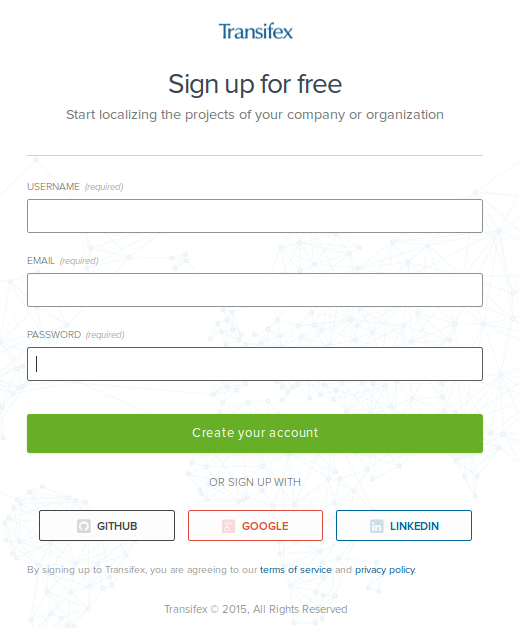 Transifex
Sign up for free
Start localizing the projects of your company or organization
USERNAME (required)
EMAIL (required)
PASSWORD (required)
Create your account
OR SIGN UP WITH
GITHUB
GOOGLE
LINKEDIN
By signing up to Transifex, you are agreeing to our terms of service and privacy policy.
Transifex © 2015, All Rights Reserved